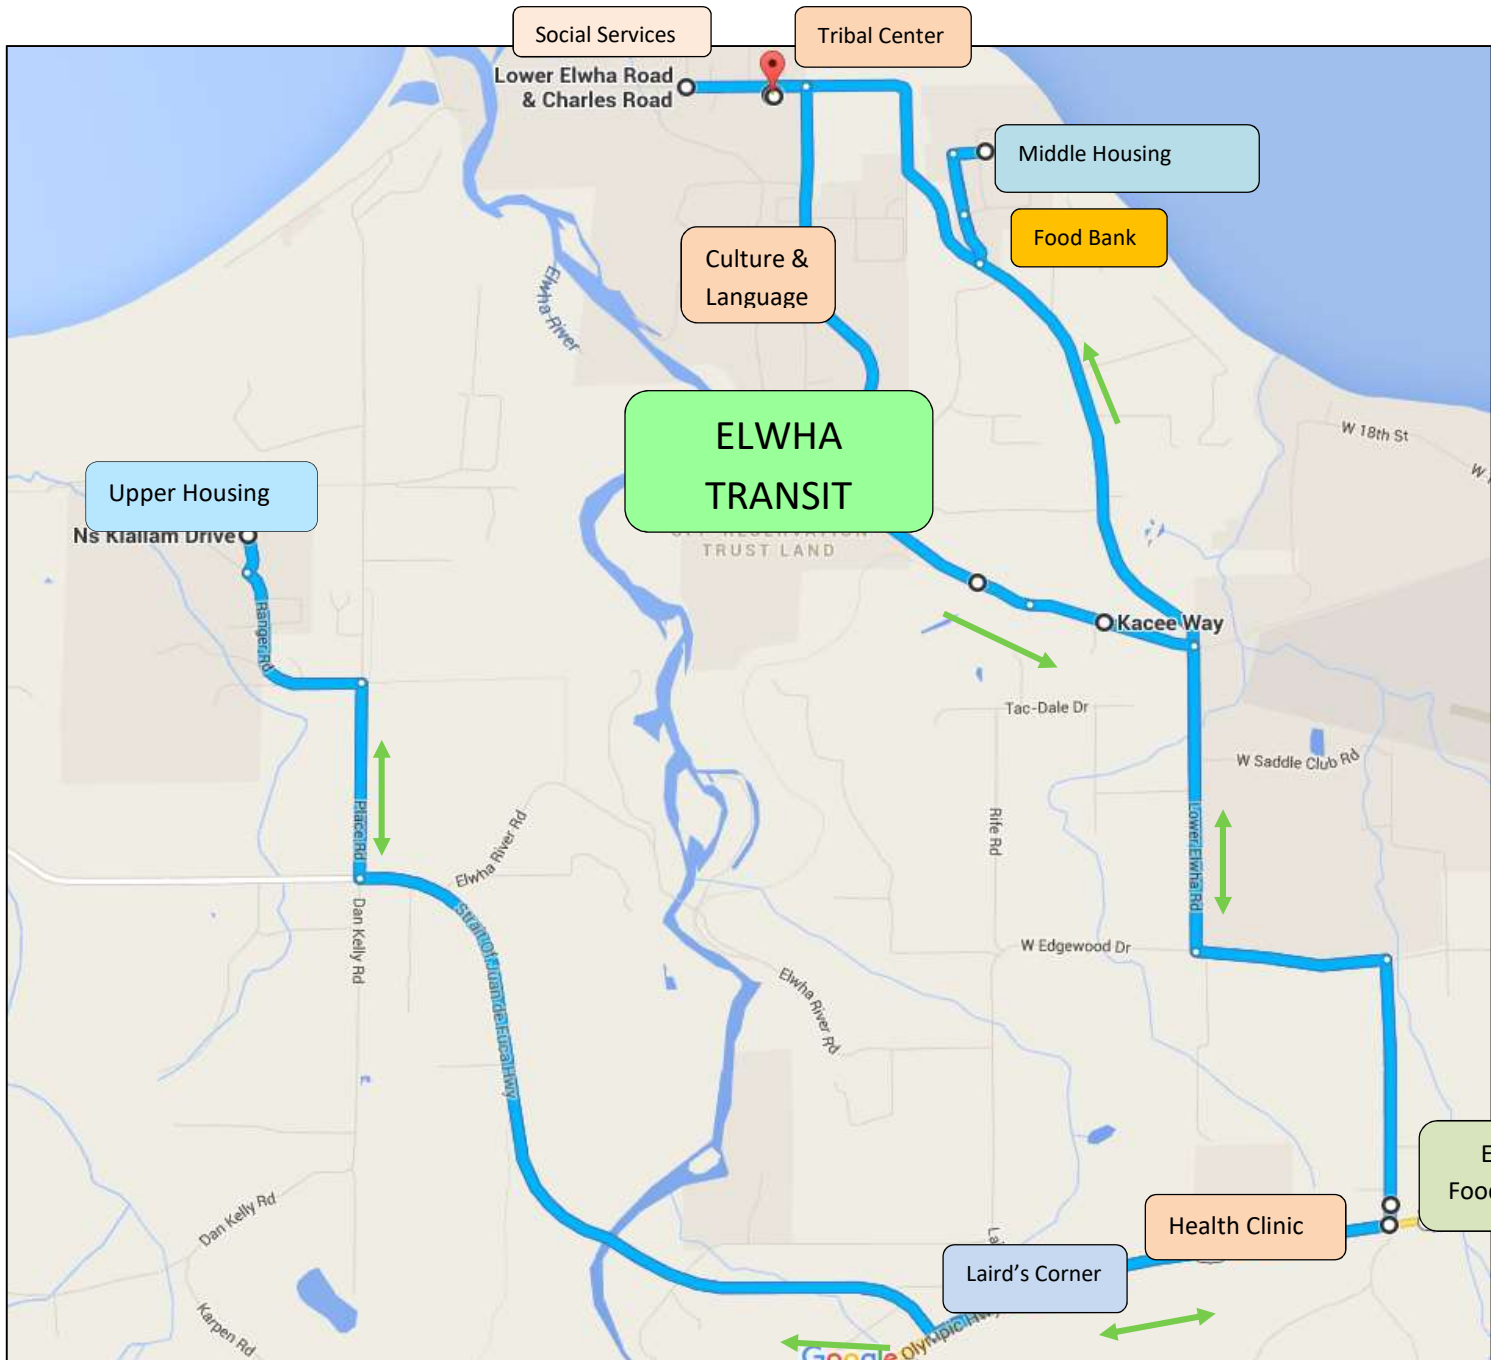 Social Services
Tribal Center
Lower Elwha Road
& Charles Road
Middle Housing
Food Bank
Culture &
Language
Elwha River
ELWHA
TRANSIT
W 18th St
W
Upper Housing
Ns Klallam Drive
OFF-RESERVATION
TRUST LAND
Ranger Rd
Kacee Way
Tac-Dale Dr
W Saddle Club Rd
Place Rd
Elwha River Rd
Rife Rd
Lower Elwha Rd
Dan Kelly Rd
Strait Of Juan de Fuca Hwy
W Edgewood Dr
Elwha River Rd
E
Food
Dan Kelly Rd
Health Clinic
Laird's Corner
Karpen Rd
Google
Olympic Hwy